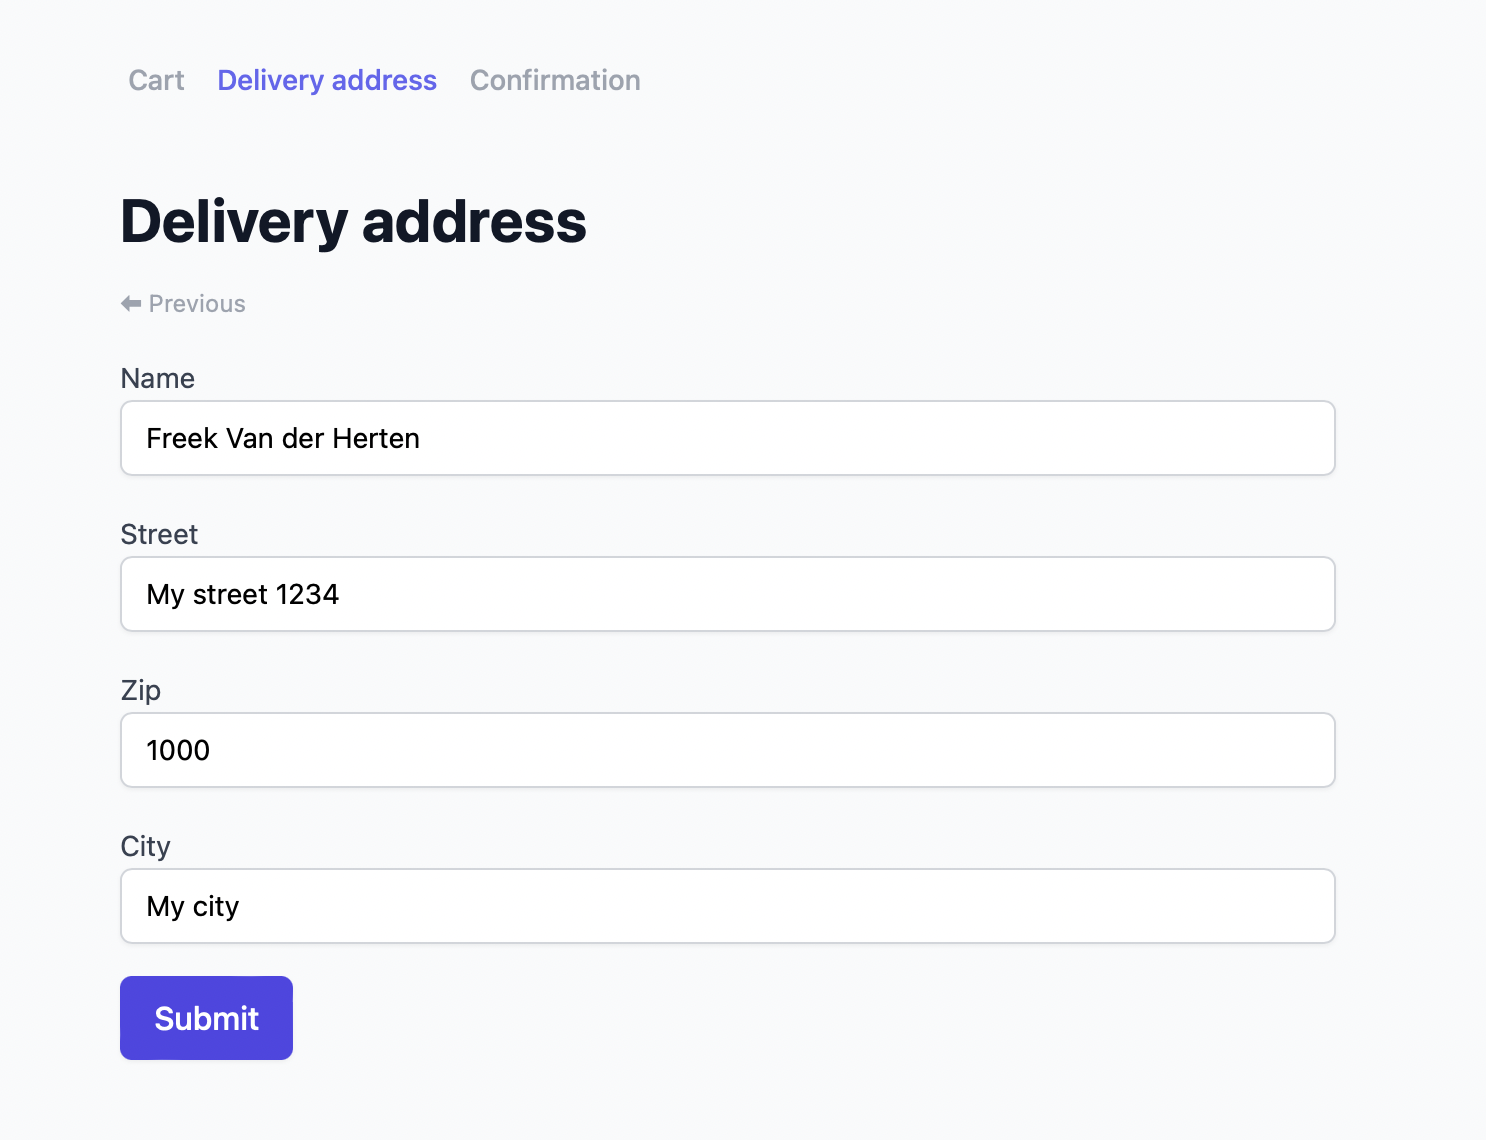 Cart Delivery address Confirmation
Delivery address
⬅ Previous
Name
Freek Van der Herten
Street
My street 1234
Zip
1000
City
My city
Submit